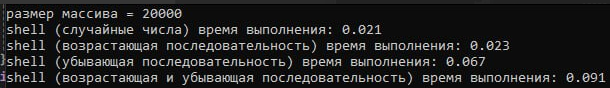 размер массива = 20000
shell (случайные числа) время выполнения: 0.021
shell (возрастающая последовательность) время выполнения: 0.023
shell (убывающая последовательность) время выполнения: 0.067
shell (возрастающая и убывающая последовательность) время выполнения: 0.091